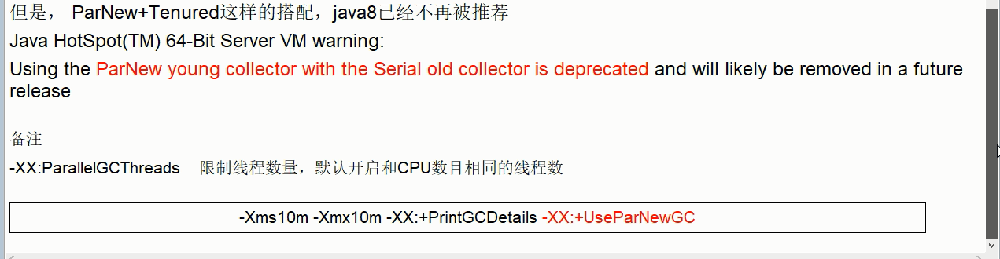 但是， ParNew+Tenured这样的搭配，java8已经不再被推荐
Java HotSpot(TM) 64-Bit Server VM warning:
Using the ParNew young collector with the Serial old collector is deprecated and will likely be removed in a future
release
备注
-XX:ParallelGCThreads 限制线程数量，默认开启和CPU数目相同的线程数
-Xms10m -Xmx10m -XX:+PrintGCDetails -XX:+UseParNewGC